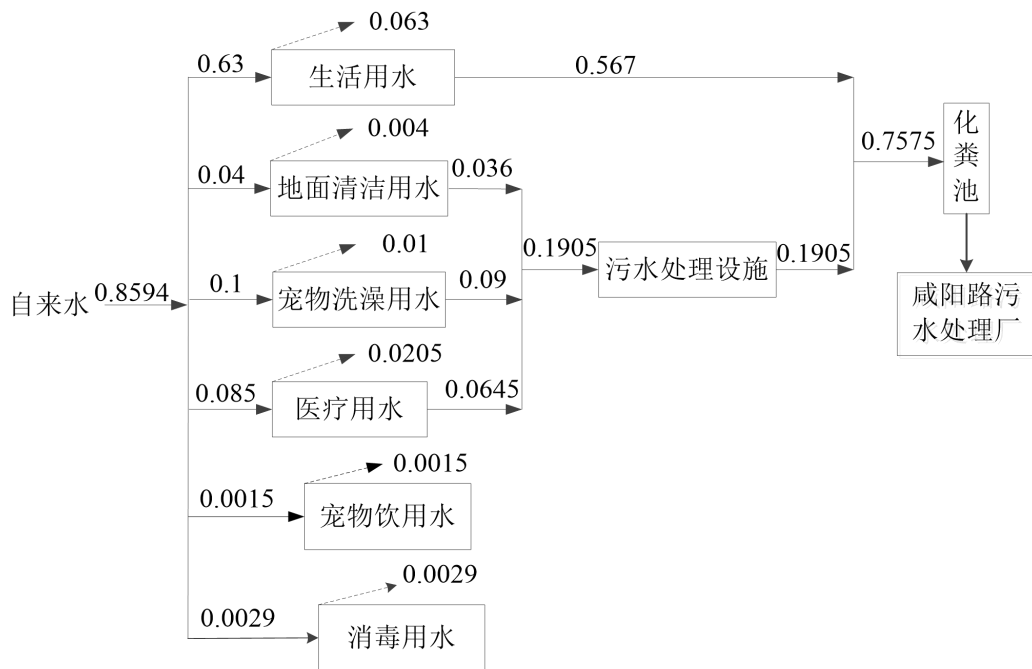 0.063
0.63
生活用水
0.567
0.004
0.04
地面清洁用水
0.036
0.7575
化粪池
0.01
0.1
宠物洗澡用水
0.09
0.1905
污水处理设施
0.1905
自来水
0.8594
咸阳路污
水处理厂
0.0205
0.085
医疗用水
0.0645
0.0015
0.0015
宠物饮用水
0.0029
0.0029
消毒用水